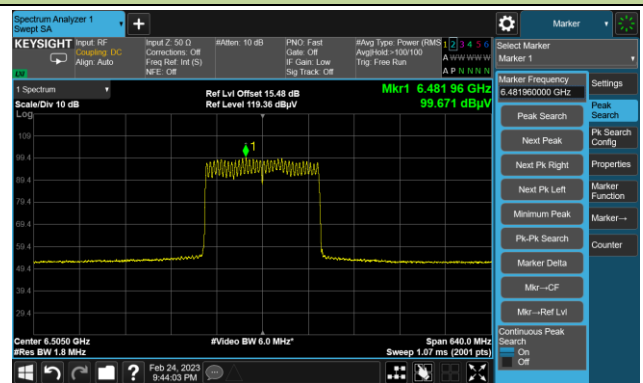 Spectrum Analyzer 1
Swept SA
Marker
KEYSIGHT
Input: RF
Coupling: DC
Align: Auto
Input Z: 50 Ω
Corrections: Off
Freq Ref: Int (S)
NFE: Off
#Atten: 10 dB
PNO: Fast
Gate: Off
IF Gain: Low
Sig Track: Off
#Avg Type: Power (RMS
Avg|Hold:>100/100
Trig: Free Run
1 2 3 4 5 6
A W W W W W
A P N N N N
LXI
Select Marker
Marker 1
Marker Frequency
6.481960000 GHz
Settings
Peak Search
Peak
Search
Next Peak
Pk Search
Config
Next Pk Right
Properties
Next Pk Left
Marker
Function
Minimum Peak
Marker→
Pk-Pk Search
Counter
Marker Delta
Mkr→CF
Mkr→Ref Lvl
Continuous Peak
Search
On
Off
1 Spectrum
Scale/Div 10 dB
Log
Ref Lvl Offset 15.48 dB
Ref Level 119.36 dBµV
Mkr1 6.481 96 GHz
99.671 dBµV
109
99.4
1
89.4
79.4
69.4
59.4
49.4
39.4
29.4
Center 6.5050 GHz
#Res BW 1.8 MHz
#Video BW 6.0 MHz*
Span 640.0 MHz
Sweep 1.07 ms (2001 pts)
Feb 24, 2023
9:44:03 PM